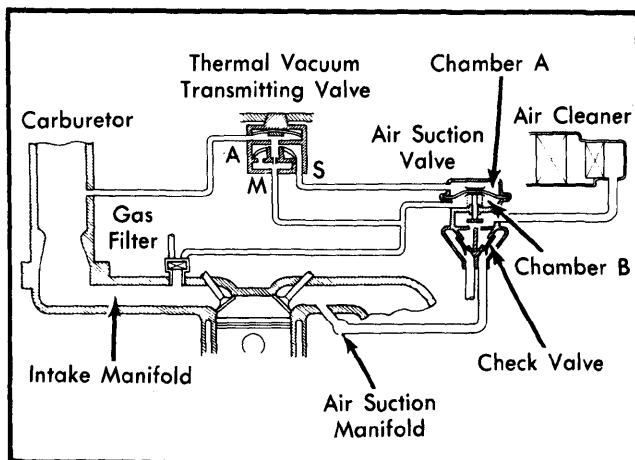 Thermal Vacuum
Transmitting Valve
Chamber A
Carburetor
Air Cleaner
Air Suction
Valve
A
S
M
Gas
Filter
Chamber B
Check Valve
Intake Manifold
Air Suction
Manifold